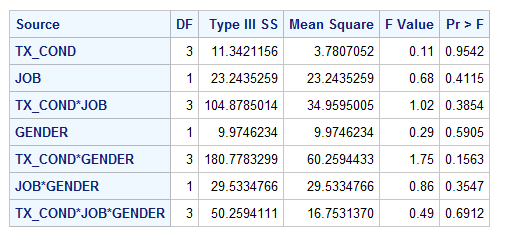 Source DF Type III SS Mean Square F Value Pr > F
TX_COND 3 11.3421156 3.7807052 0.11 0.9542
JOB 1 23.2435259 23.2435259 0.68 0.4115
TX_COND*JOB 3 104.8785014 34.9595005 1.02 0.3854
GENDER 1 9.9746234 9.9746234 0.29 0.5905
TX_COND*GENDER 3 180.7783299 60.2594433 1.75 0.1563
JOB*GENDER 1 29.5334766 29.5334766 0.86 0.3547
TX_COND*JOB*GENDER 3 50.2594111 16.7531370 0.49 0.6912